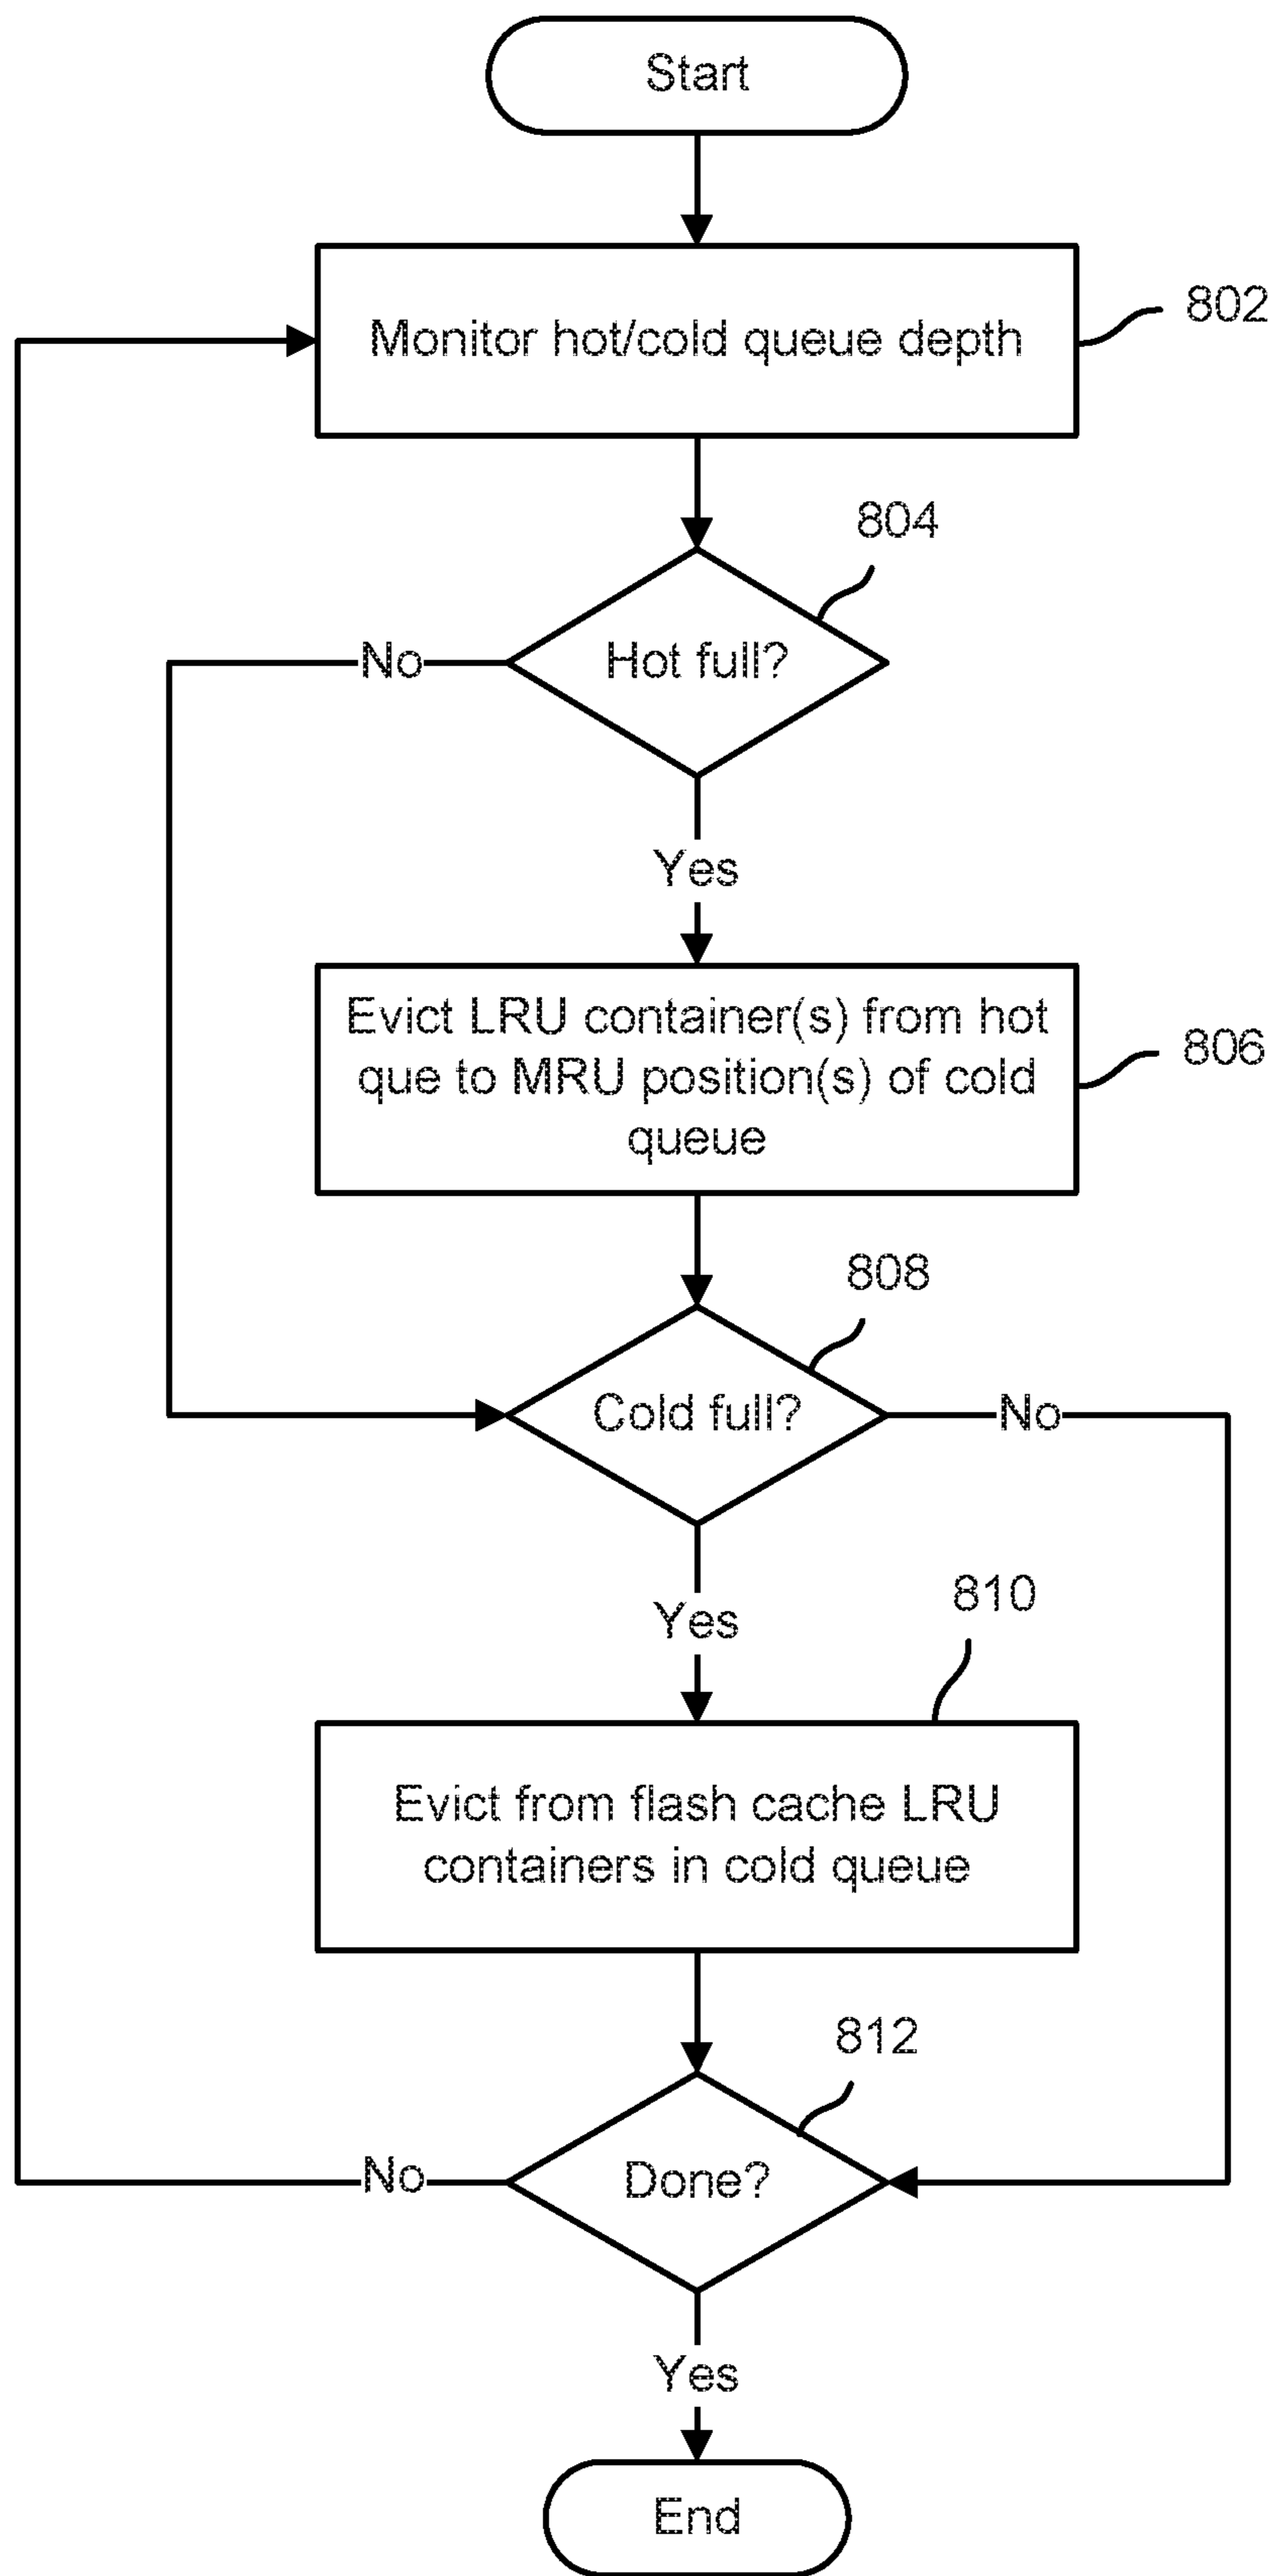 Start
Monitor hot/cold queue depth
802
804
Hot full?
No
Yes
Evict LRU container(s) from hot
que to MRU position(s) of cold
queue
806
808
Cold full?
No
Yes
810
Evict from flash cache LRU
containers in cold queue
812
Done?
No
Yes
End